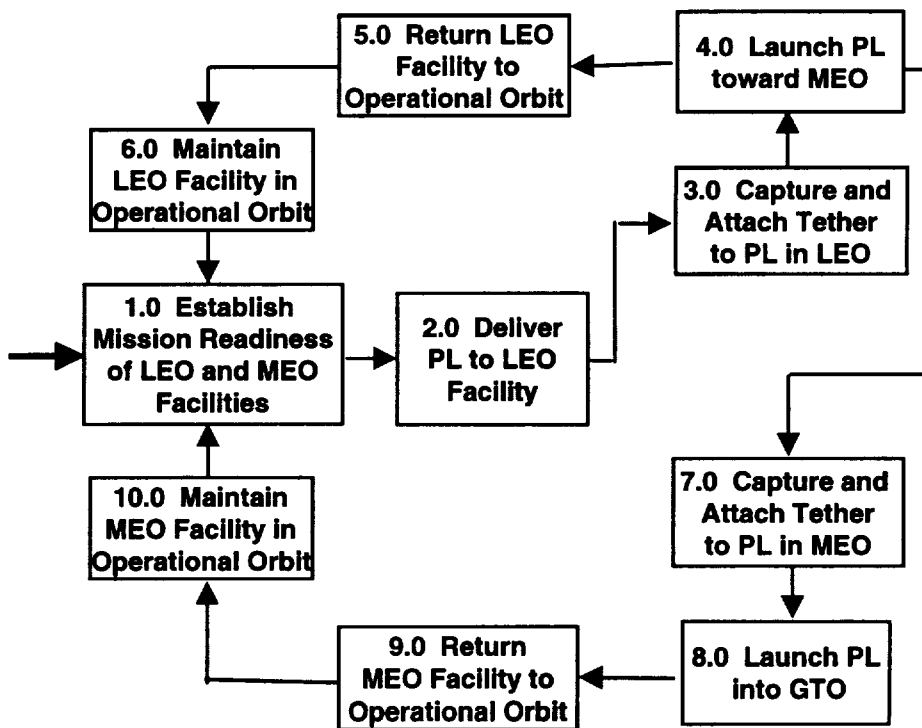 5.0 Return LEO
Facility to
Operational Orbit
4.0 Launch PL
toward MEO
6.0 Maintain
LEO Facility in
Operational Orbit
3.0 Capture and
Attach Tether
to PL in LEO
1.0 Establish
Mission Readiness
of LEO and MEO
Facilities
2.0 Deliver
PL to LEO
Facility
10.0 Maintain
MEO Facility in
Operational Orbit
7.0 Capture and
Attach Tether
to PL in MEO
9.0 Return
MEO Facility to
Operational Orbit
8.0 Launch PL
into GTO